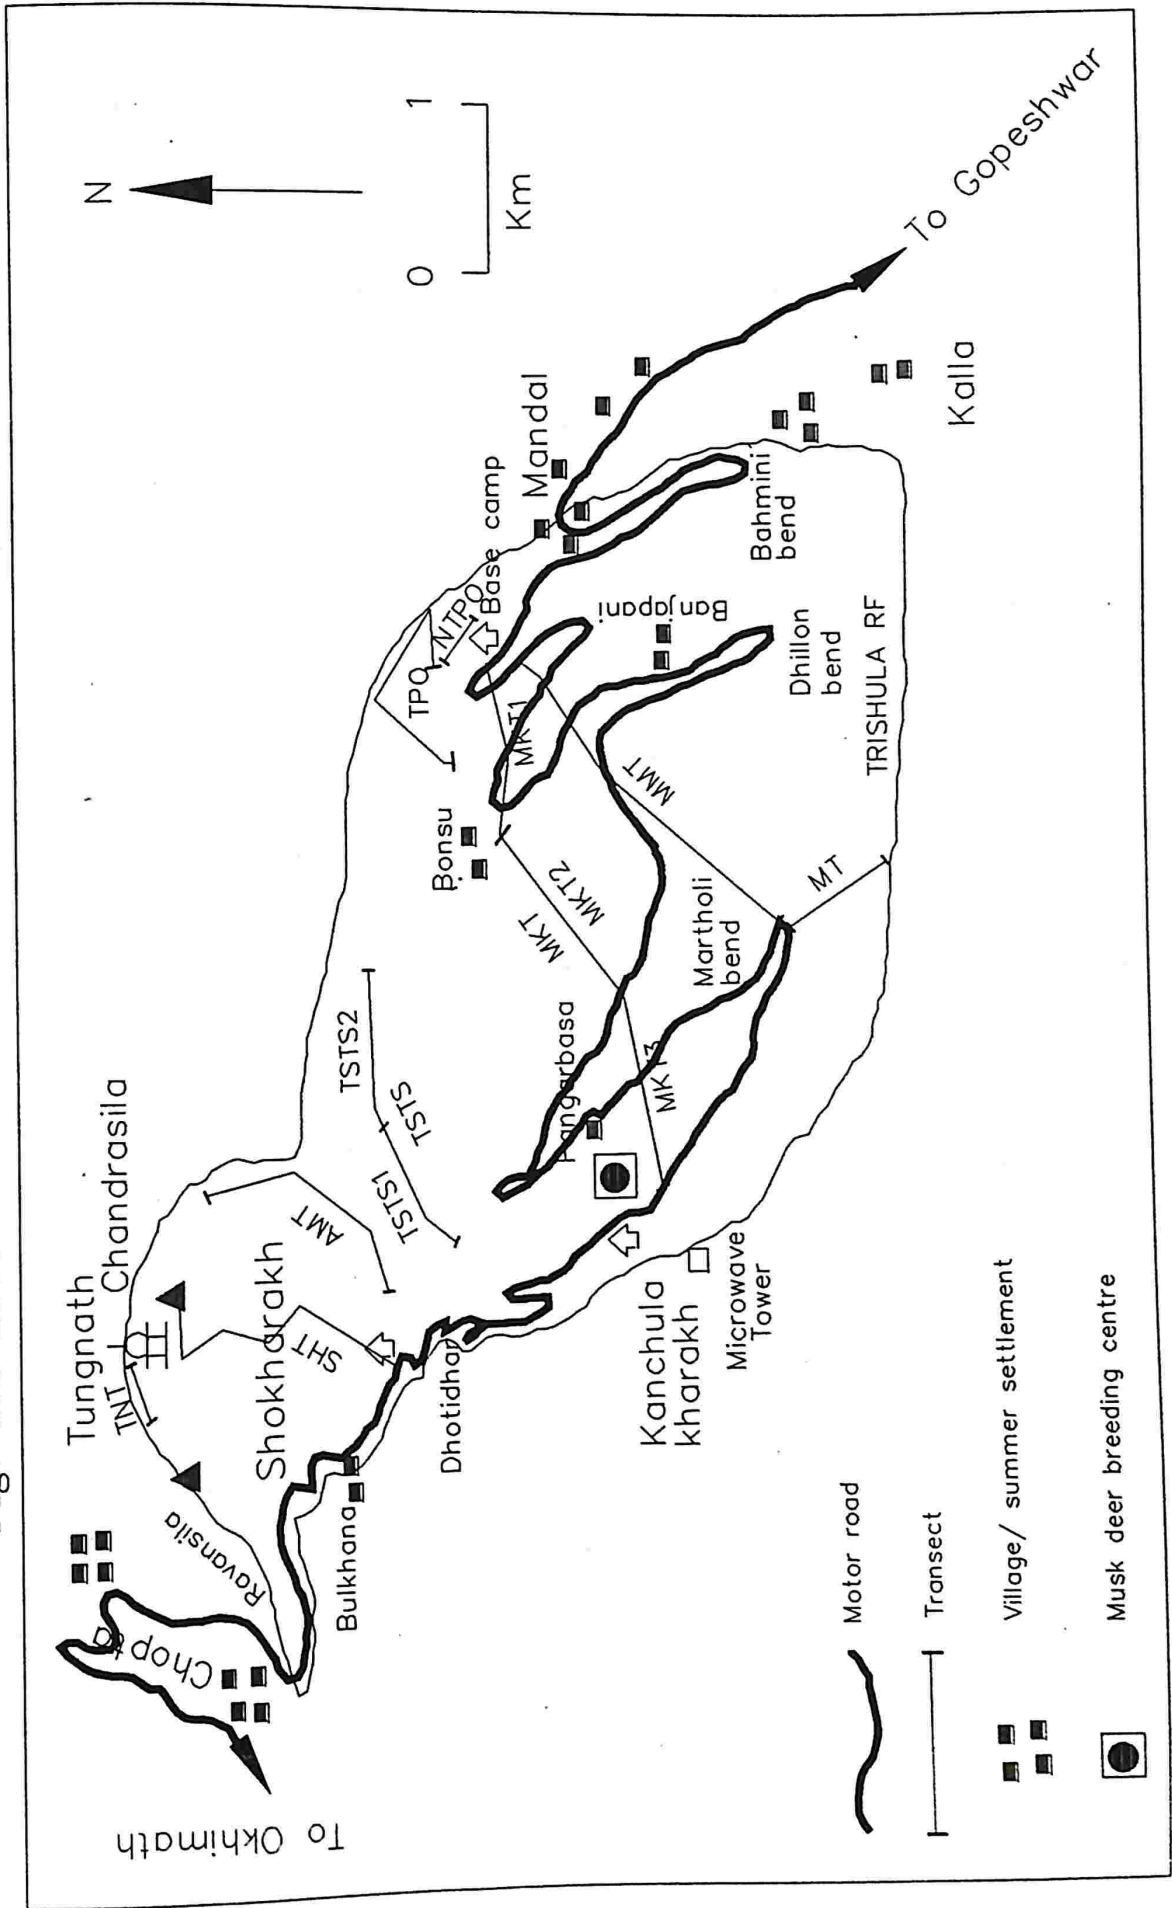 N
0 1
Km
To Gopeshwar
Tungnath
Chandrasila
TNT
Ravansila
Shokharakh
SHT
AMT
TSTS1
TSTS
TSTS2
Chopta
To Okhimath
Bulkhana
Dhotidhar
Kanchula
kharakh
Microwave
Tower
MKT3
Martholi
bend
MKT
MKT2
Bonsu
MKT1
TPO
NTPO
Base camp
Mandal
Banjapani
Bahmini
bend
Dhillon
bend
MMT
MT
TRISHULA RF
Kalla
Motor road
Transect
Village/ summer settlement
Musk deer breeding centre